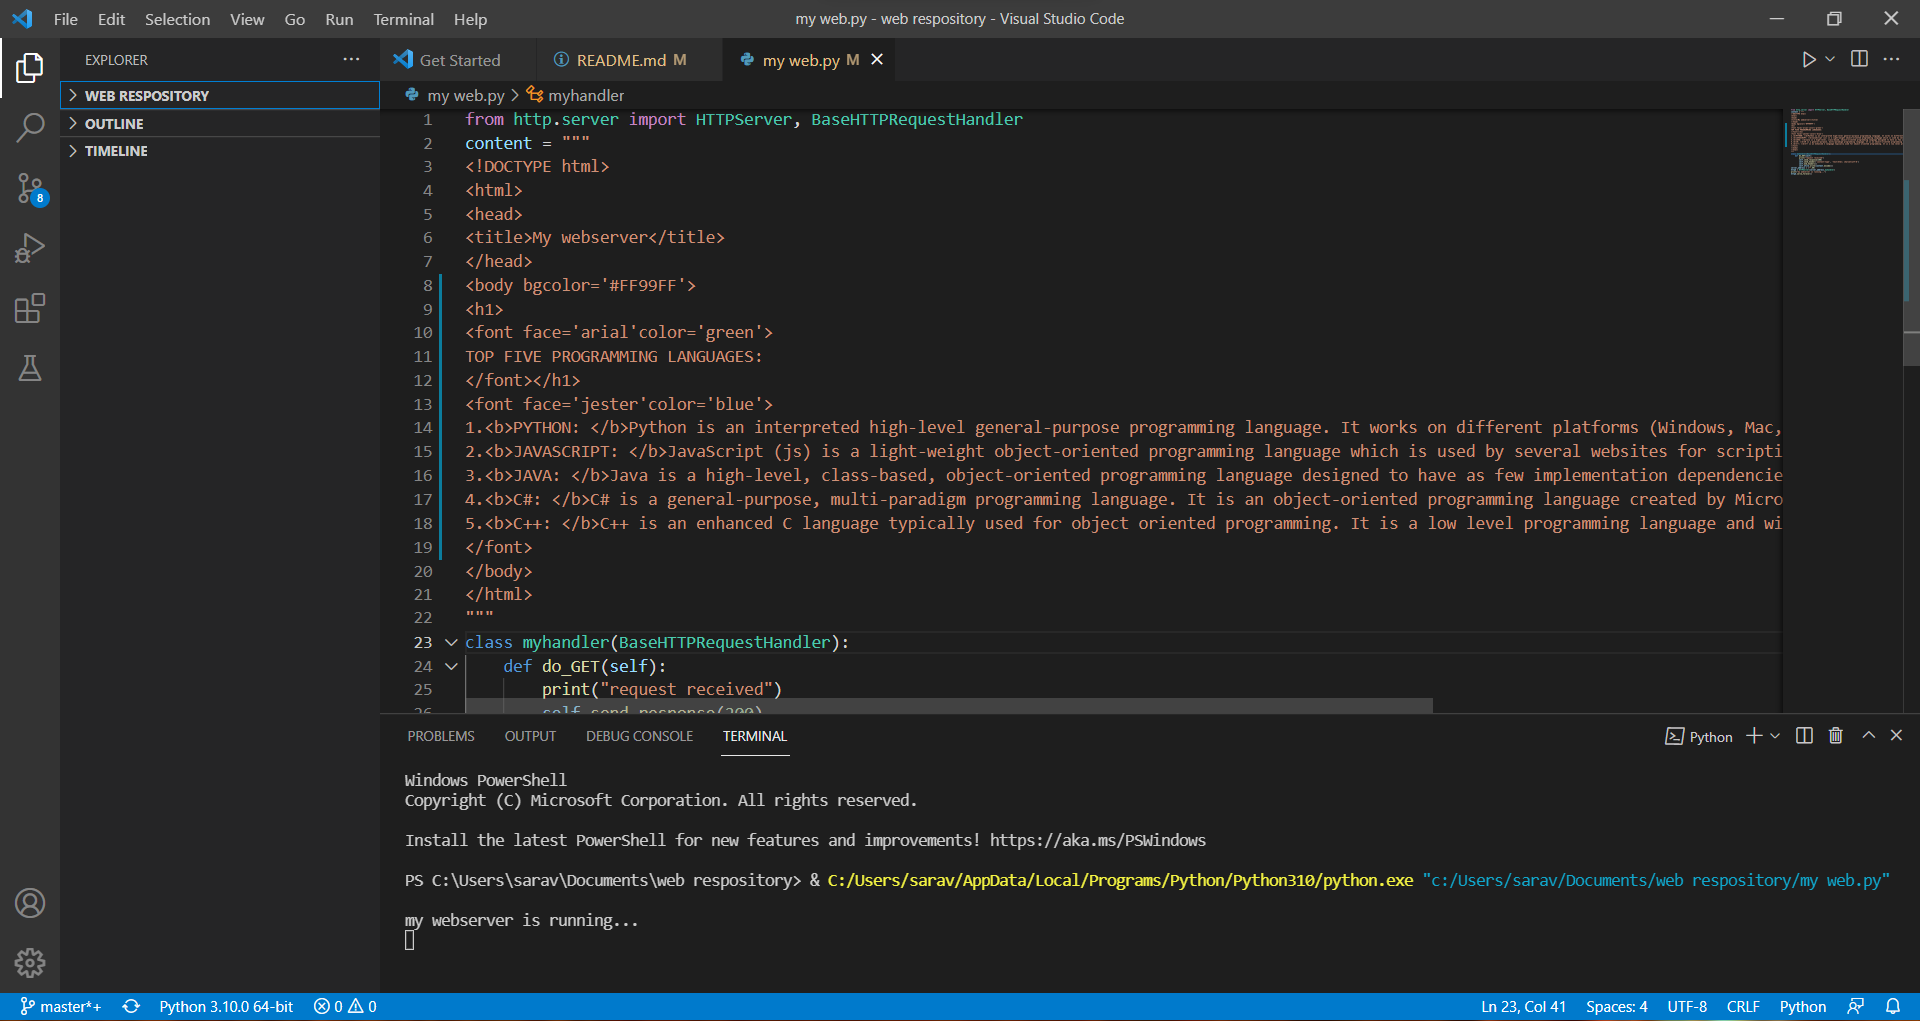 File Edit Selection View Go Run Terminal Help
my web.py - web respository - Visual Studio Code
EXPLORER
WEB RESPOSITORY
OUTLINE
TIMELINE
8
Get Started
README.md M
my web.py M
my web.py > myhandler
1 from http.server import HTTPServer, BaseHTTPRequestHandler
2 content = """
3 <!DOCTYPE html>
4 <html>
5 <head>
6 <title>My webserver</title>
7 </head>
8 <body bgcolor='#FF99FF'>
9 <h1>
10 <font face='arial'color='green'>
11 TOP FIVE PROGRAMMING LANGUAGES:
12 </font></h1>
13 <font face='jester'color='blue'>
14 1.<b>PYTHON: </b>Python is an interpreted high-level general-purpose programming language. It works on different platforms (Windows, Mac,
15 2.<b>JAVASCRIPT: </b>JavaScript (js) is a light-weight object-oriented programming language which is used by several websites for scripti
16 3.<b>JAVA: </b>Java is a high-level, class-based, object-oriented programming language designed to have as few implementation dependencie
17 4.<b>C#: </b>C# is a general-purpose, multi-paradigm programming language. It is an object-oriented programming language created by Micro
18 5.<b>C++: </b>C++ is an enhanced C language typically used for object oriented programming. It is a low level programming language and wi
19 </font>
20 </body>
21 </html>
22 """
23 class myhandler(BaseHTTPRequestHandler):
24 def do_GET(self):
25 print("request received")
26 self.send_response(200)
PROBLEMS OUTPUT DEBUG CONSOLE TERMINAL
Python
Windows PowerShell
Copyright (C) Microsoft Corporation. All rights reserved.
Install the latest PowerShell for new features and improvements! https://aka.ms/PSWindows
PS C:\Users\sarav\Documents\web respository> & C:/Users/sarav/AppData/Local/Programs/Python/Python310/python.exe "c:/Users/sarav/Documents/web respository/my web.py"
my webserver is running...
master*+ Python 3.10.0 64-bit 0 0
Ln 23, Col 41 Spaces: 4 UTF-8 CRLF Python